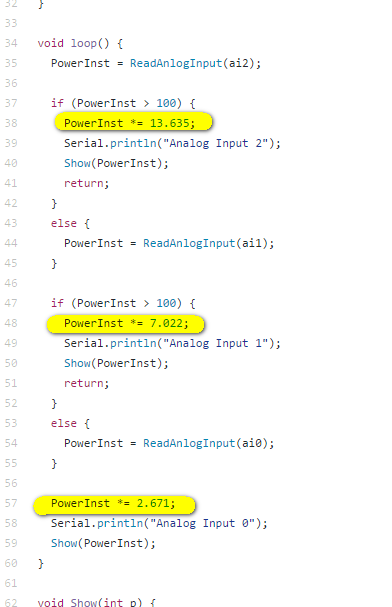 32 }
33
34 void loop() {
35 PowerInst = ReadAnlogInput(ai2);
36
37 if (PowerInst > 100) {
38 PowerInst *= 13.635;
39 Serial.println("Analog Input 2");
40 Show(PowerInst);
41 return;
42 }
43 else {
44 PowerInst = ReadAnlogInput(ai1);
45 }
46
47 if (PowerInst > 100) {
48 PowerInst *= 7.022;
49 Serial.println("Analog Input 1");
50 Show(PowerInst);
51 return;
52 }
53 else {
54 PowerInst = ReadAnlogInput(ai0);
55 }
56
57 PowerInst *= 2.671;
58 Serial.println("Analog Input 0");
59 Show(PowerInst);
60 }
61
62 void Show(int p) {